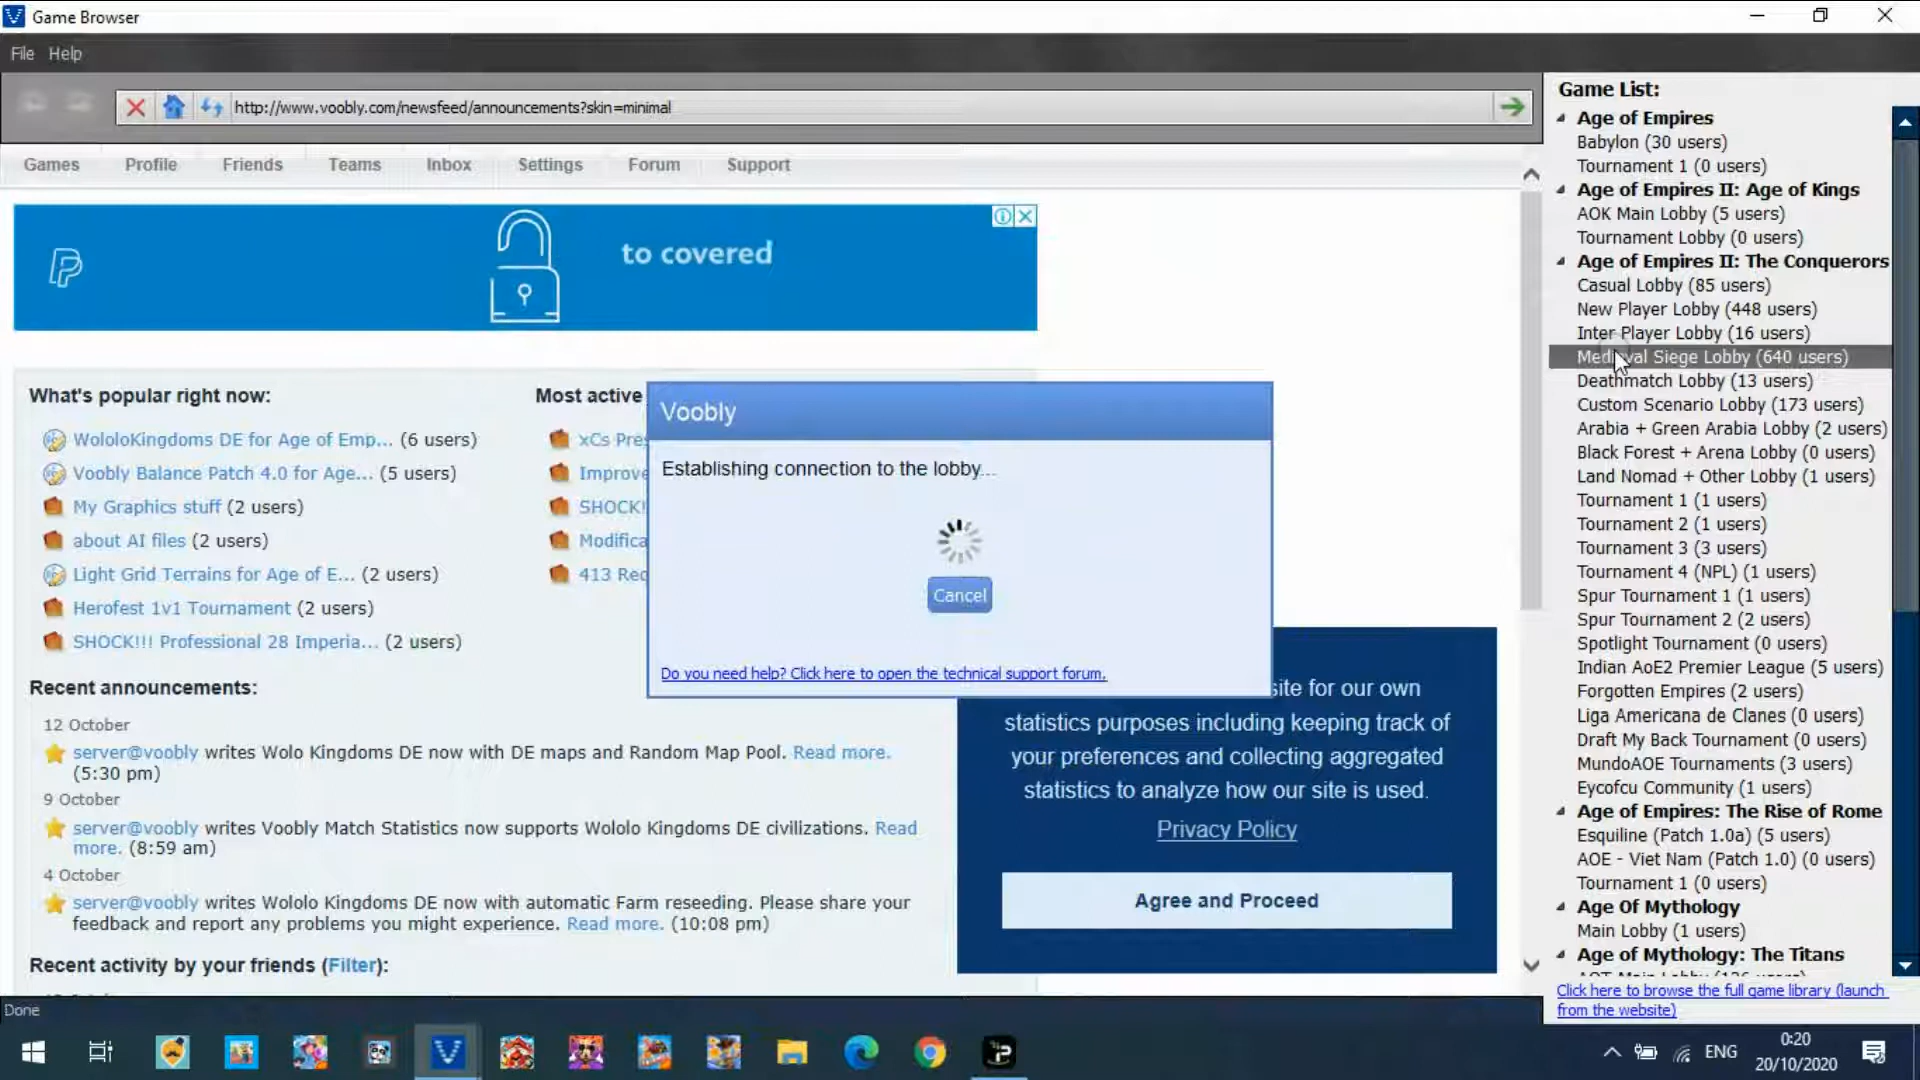 Game Browser
File Help
http://www.voobly.com/newsfeed/announcements?skin=minimal
Games Profile Friends Teams Inbox Settings Forum Support
to covered
What's popular right now:
WololoKingdoms DE for Age of Emp... (6 users)
Voobly Balance Patch 4.0 for Age... (5 users)
My Graphics stuff (2 users)
about AI files (2 users)
Light Grid Terrains for Age of E... (2 users)
Herofest 1v1 Tournament (2 users)
SHOCK!!! Professional 28 Imperia... (2 users)
Most active
xCs Pre
Improve
SHOCK!
Modifica
413 Rec
Voobly
Establishing connection to the lobby...
Cancel
Do you need help? Click here to open the technical support forum.
Recent announcements:
12 October
server@voobly writes Wolo Kingdoms DE now with DE maps and Random Map Pool. Read more.
(5:30 pm)
9 October
server@voobly writes Voobly Match Statistics now supports Wololo Kingdoms DE civilizations. Read
more. (8:59 am)
4 October
server@voobly writes Wololo Kingdoms DE now with automatic Farm reseeding. Please share your
feedback and report any problems you might experience. Read more. (10:08 pm)
Recent activity by your friends (Filter):
site for our own
statistics purposes including keeping track of
your preferences and collecting aggregated
statistics to analyze how our site is used.
Privacy Policy
Agree and Proceed
Game List:
Age of Empires
Babylon (30 users)
Tournament 1 (0 users)
Age of Empires II: Age of Kings
AOK Main Lobby (5 users)
Tournament Lobby (0 users)
Age of Empires II: The Conquerors
Casual Lobby (85 users)
New Player Lobby (448 users)
Inter Player Lobby (16 users)
Medieval Siege Lobby (640 users)
Deathmatch Lobby (13 users)
Custom Scenario Lobby (173 users)
Arabia + Green Arabia Lobby (2 users)
Black Forest + Arena Lobby (0 users)
Land Nomad + Other Lobby (1 users)
Tournament 1 (1 users)
Tournament 2 (1 users)
Tournament 3 (3 users)
Tournament 4 (NPL) (1 users)
Spur Tournament 1 (1 users)
Spur Tournament 2 (2 users)
Spotlight Tournament (0 users)
Indian AoE2 Premier League (5 users)
Forgotten Empires (2 users)
Liga Americana de Clanes (0 users)
Draft My Back Tournament (0 users)
MundoAOE Tournaments (3 users)
Eycofcu Community (1 users)
Age of Empires: The Rise of Rome
Esquiline (Patch 1.0a) (5 users)
AOE - Viet Nam (Patch 1.0) (0 users)
Tournament 1 (0 users)
Age Of Mythology
Main Lobby (1 users)
Age of Mythology: The Titans
Click here to browse the full game library (launch
from the website)
Done
ENG
0:20
20/10/2020